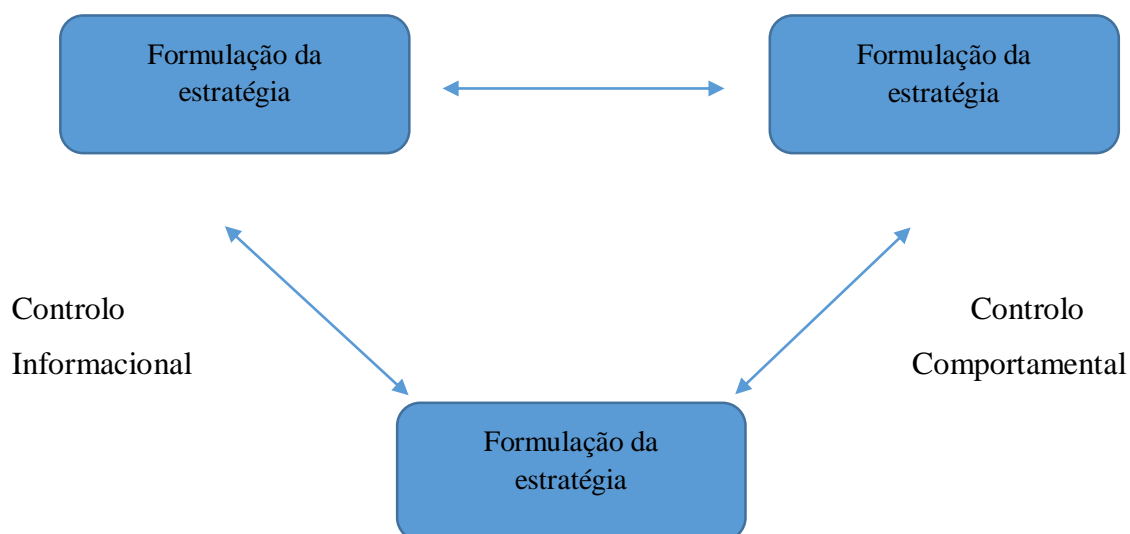 Formulação da
estratégia
Formulação da
estratégia
Controlo
Informacional
Controlo
Comportamental
Formulação da
estratégia